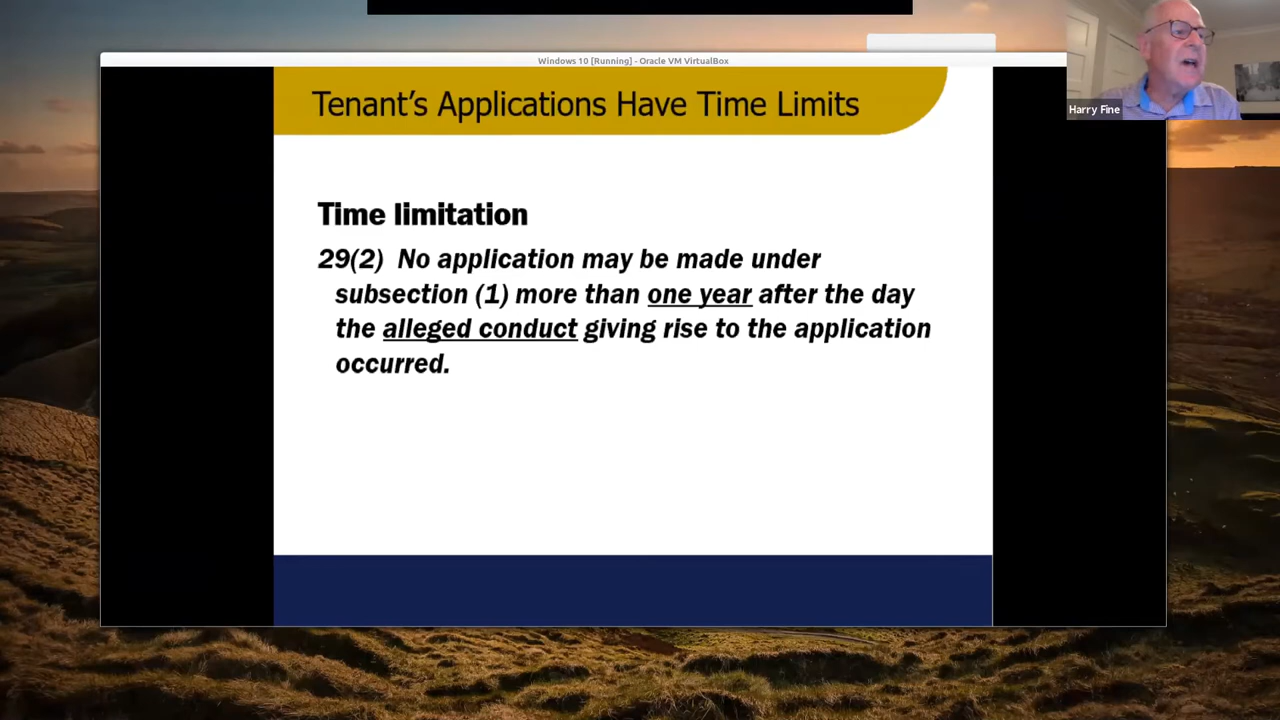 Windows 10 [Running] - Oracle VM VirtualBox
Tenant's Applications Have Time Limits
Harry Fine
Time limitation
29(2) No application may be made under
subsection (1) more than one year after the day
the alleged conduct giving rise to the application
occurred.